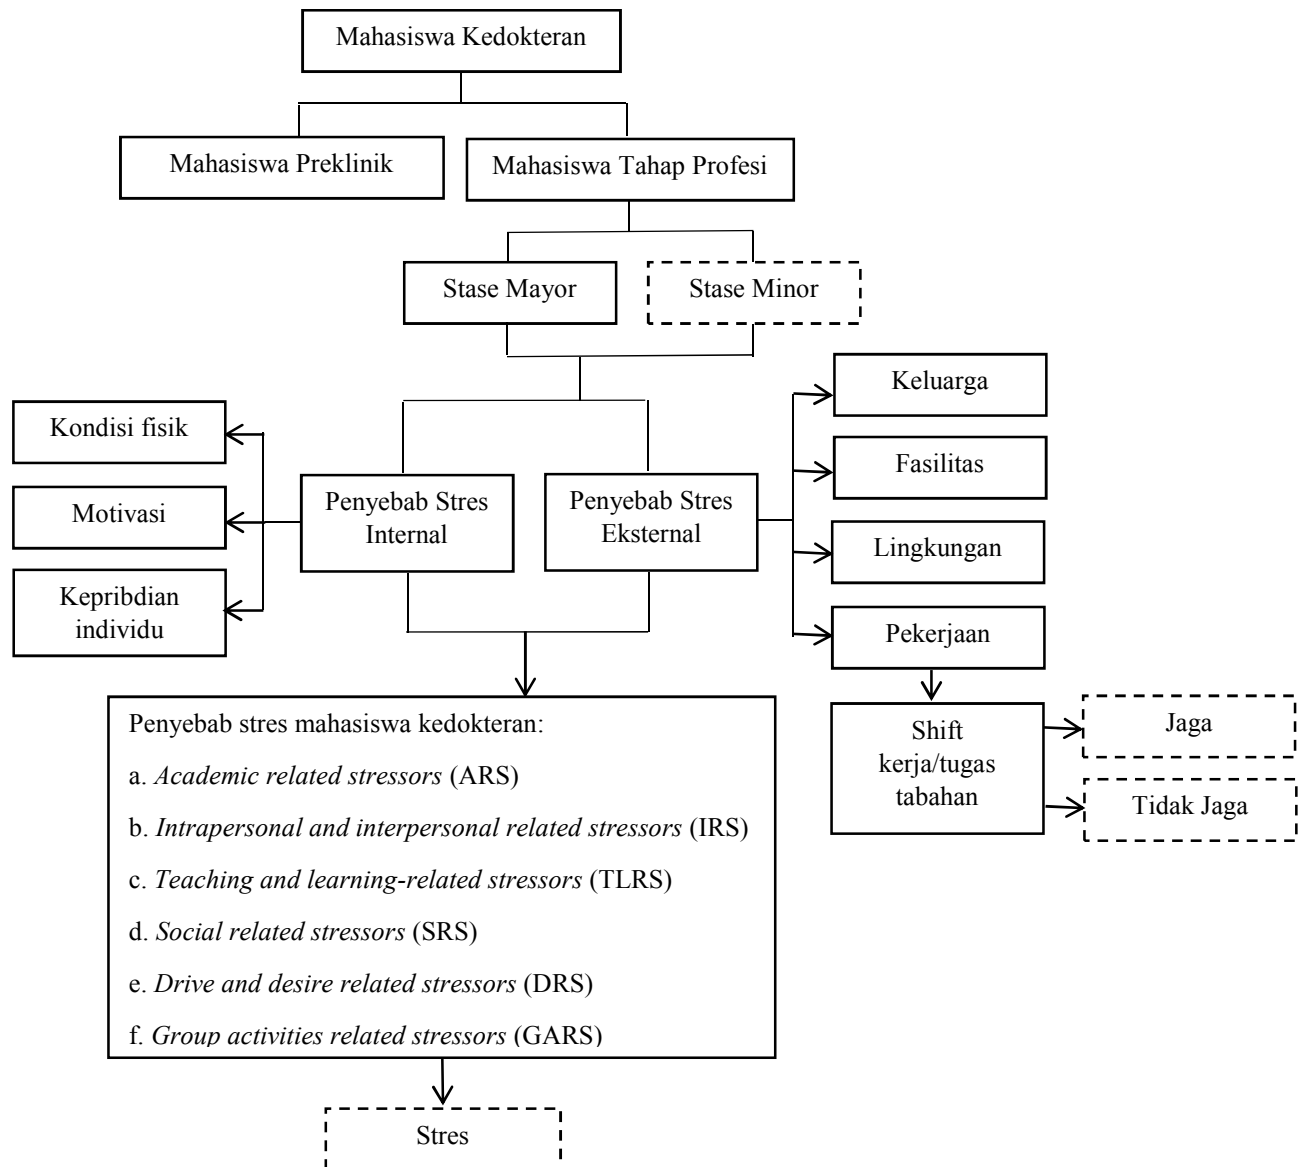 Mahasiswa Kedokteran
Mahasiswa Preklinik
Mahasiswa Tahap Profesi
Stase Mayor
Stase Minor
Keluarga
Kondisi fisik
Fasilitas
Penyebab Stres
Internal
Penyebab Stres
Eksternal
Motivasi
Lingkungan
Kepribdian
individu
Pekerjaan
Penyebab stres mahasiswa kedokteran:
a. Academic related stressors (ARS)
b. Intrapersonal and interpersonal related stressors (IRS)
c. Teaching and learning-related stressors (TLRS)
d. Social related stressors (SRS)
e. Drive and desire related stressors (DRS)
f. Group activities related stressors (GARS)
Shift
kerja/tugas
tabahan
Jaga
Tidak Jaga
Stres